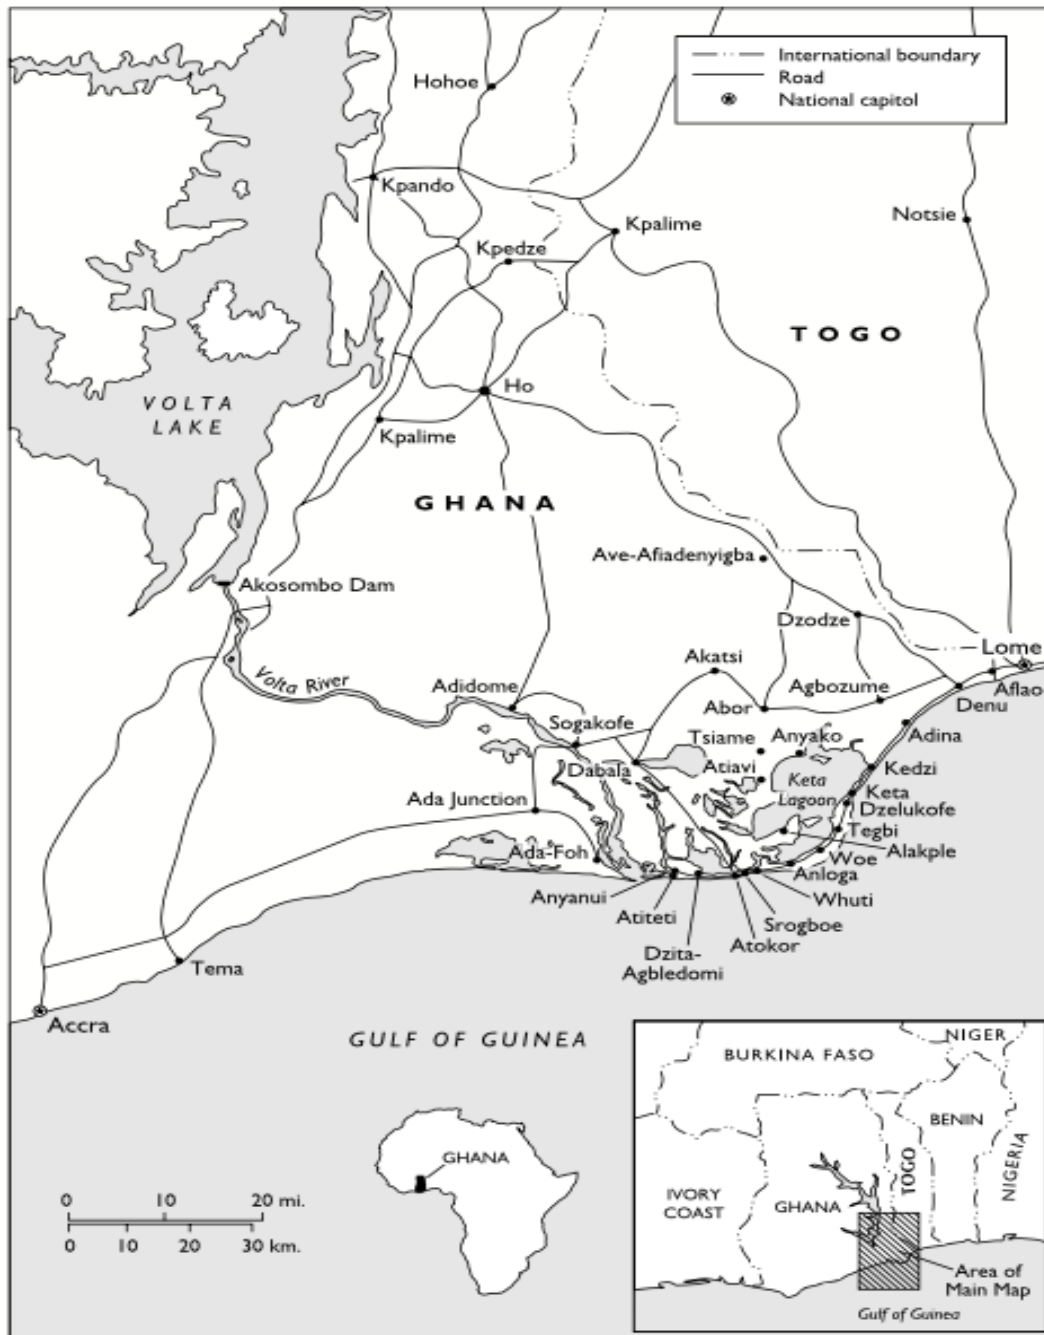 International boundary
Road
National capitol
Hohoe
Kpando
Kpalime
Notsie
Kpedze
TOGO
Ho
VOLTA
LAKE
Kpalime
GHANA
Ave-Afiadenyigba
Akosombo Dam
Dzodze
Lome
Volta River
Akatsi
Adidome
Agbozume
Aflao
Abor
Denu
Sogakofe
Tsiame
Anyako
Adina
Dabala
Atiavi
Keta
Lagoon
Kedzi
Keta
Ada Junction
Dzelukofe
Tegbi
Alakple
Ada-Foh
Woe
Anloga
Anyanui
Whuti
Atiteti
Srogboe
Atokor
Dzita-
Agbledomi
Tema
Accra
GULF OF GUINEA
GHANA
0 10 20 mi.
0 10 20 30 km.
NIGER
BURKINA FASO
BENIN
TOGO
NIGERIA
IVORY
COAST
GHANA
Area of
Main Map
Gulf of Guinea